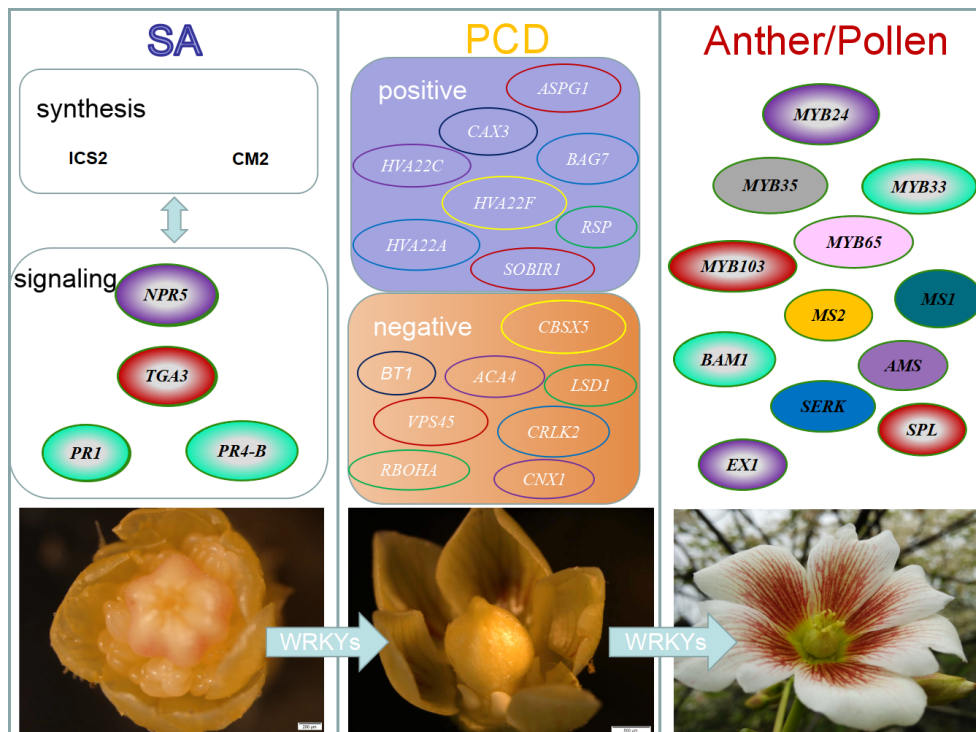 SA
synthesis
ICS2
CM2
signaling
NPR5
TGA3
PR1
PR4-B
PCD
positive
ASPG1
CAX3
HVA22C
BAG7
HVA22F
RSP
HVA22A
SOBIR1
negative
CBSX5
BT1
ACA4
LSD1
VPS45
CRLK2
RBOHA
CNX1
Anther/Pollen
MYB24
MYB35
MYB33
MYB65
MYB103
MS1
MS2
BAM1
AMS
SERK
SPL
EX1
WRKYs
WRKYs